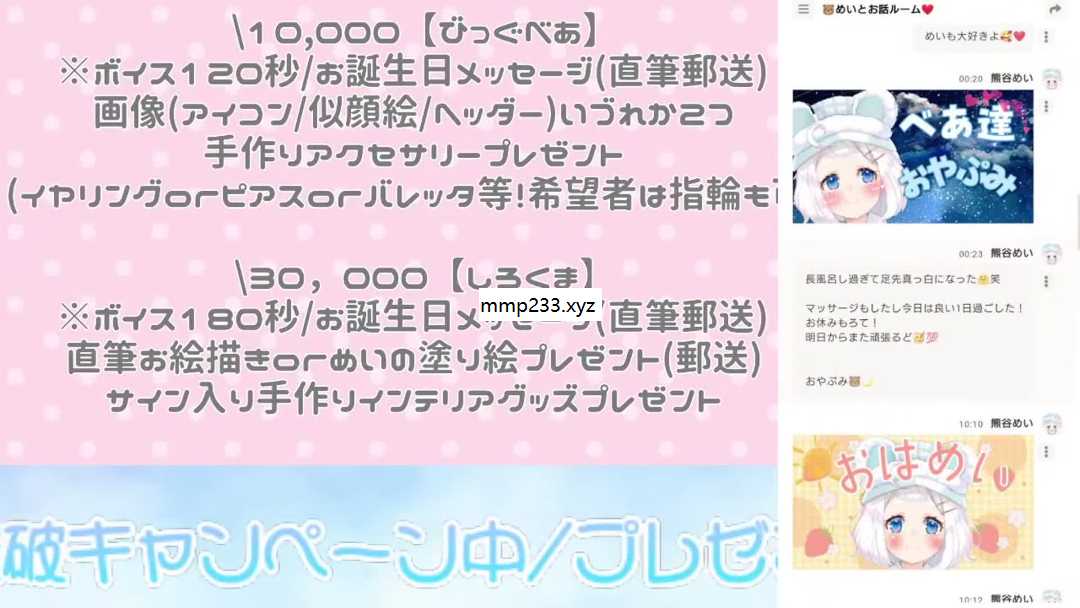 \10,000【びっぐべあ】
※ボイス120秒/お誕生日メッセージ(直筆郵送)
画像(アイコン/似顔絵/ヘッダー)いづれか2つ
手作りアクセサリープレゼント
(イヤリングorピアスorバレッタ等!希望者は指輪も
\30，000【しろくま】
※ボイス180秒/お誕生日メッセージ(直筆郵送)
mmp233.xyz
直筆お絵描きorめいの塗り絵プレゼント(郵送)
サイン入り手作りインテリアグッズプレゼント
破キャンペーン中/プレゼ
🐻めいとお話ルーム❤️
めいも大好きよ🥰❤️
00:20 熊谷めい
べあ達
おやぷみ
00:23 熊谷めい
長風呂し過ぎて足先真っ白になった🤗笑
マッサージもしたし今日は良い1日過ごした！
お休みもろて！
明日からまた頑張るど🥰💯
おやぷみ🐻🌙
10:10 熊谷めい
おはめい
10:12 熊谷めい